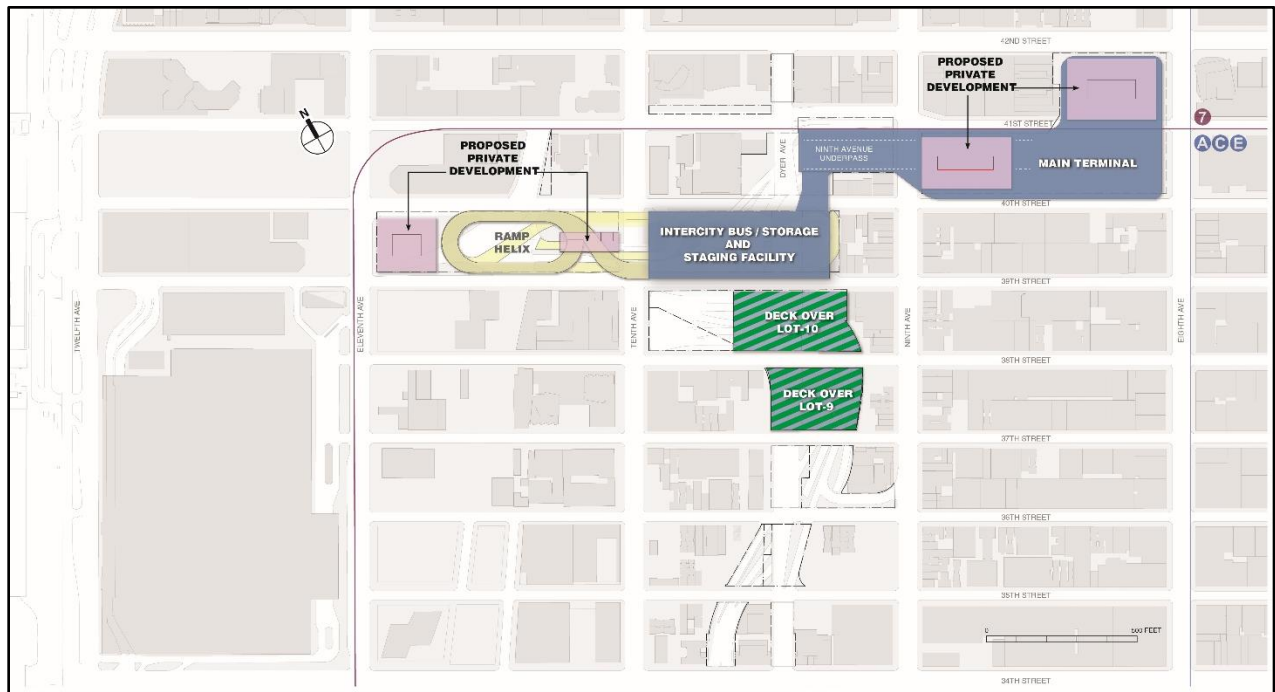 42ND STREET
PROPOSED
PRIVATE
DEVELOPMENT
N
41ST STREET
7
PROPOSED
PRIVATE
DEVELOPMENT
DYER AVE
NINTH AVENUE
UNDERPASS
MAIN TERMINAL
A C E
40TH STREET
RAMP
HELIX
INTERCITY BUS / STORAGE
AND
STAGING FACILITY
39TH STREET
TWELFTH AVE
ELEVENTH AVE
TENTH AVE
NINTH AVE
EIGHTH AVE
DECK OVER
LOT-10
38TH STREET
DECK OVER
LOT-9
37TH STREET
36TH STREET
35TH STREET
0 500 FEET
34TH STREET